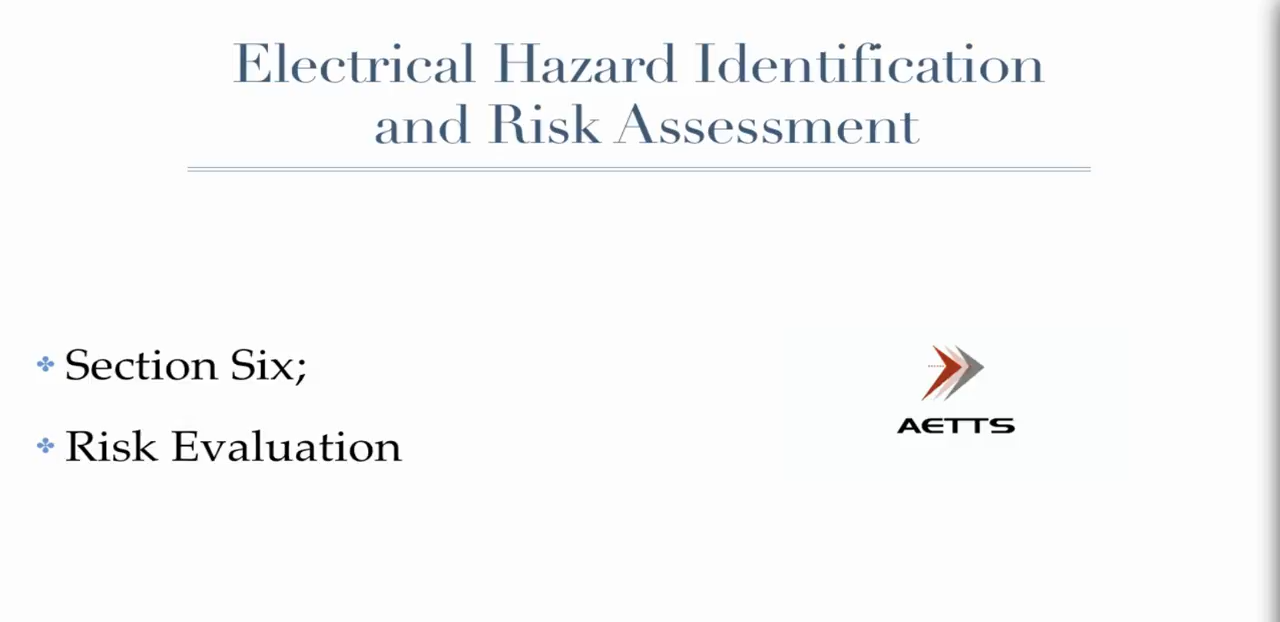 Electrical Hazard Identification
and Risk Assessment
Section Six;
Risk Evaluation
AETTS